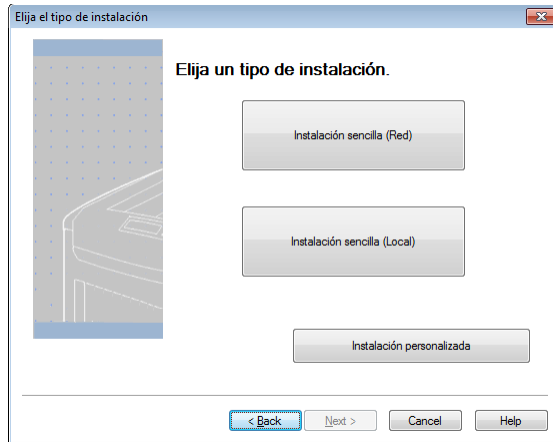 Elija el tipo de instalación
Elija un tipo de instalación.
Instalación sencilla (Red)
Instalación sencilla (Local)
Instalación personalizada
< Back
Next >
Cancel
Help